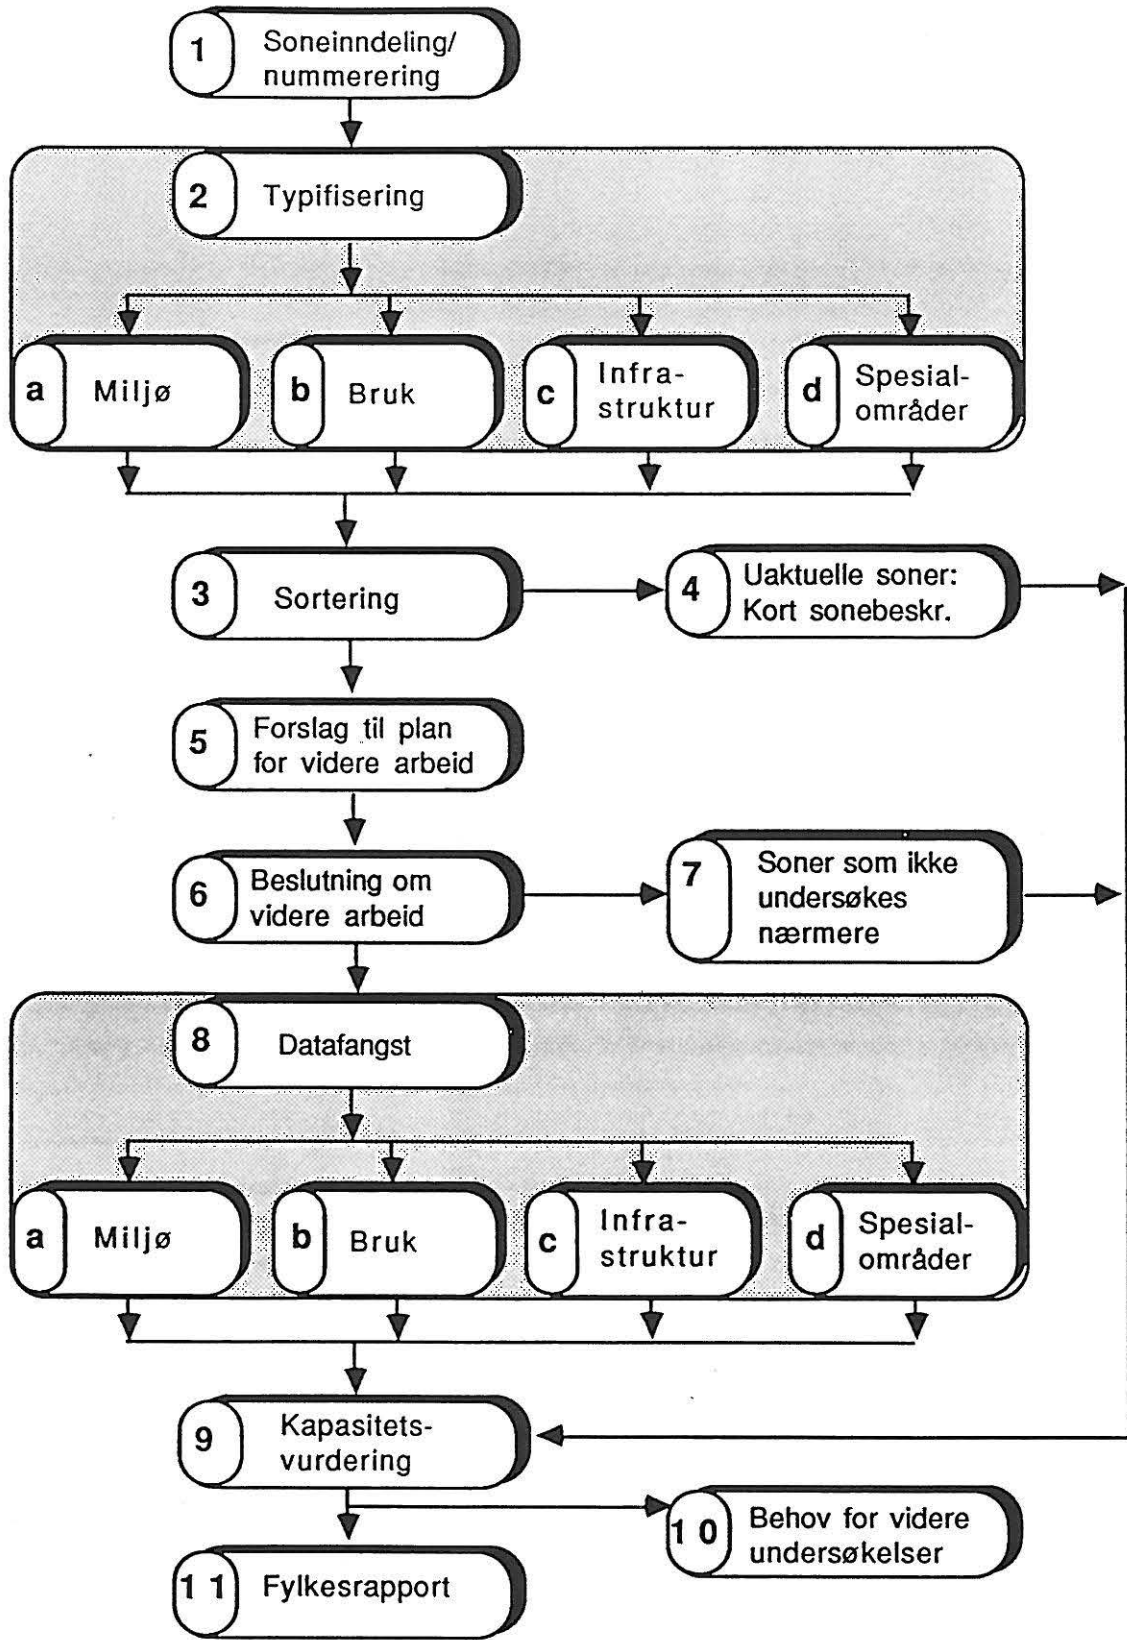 1
Soneinndeling/
nummerering
2
Typifisering
a
Miljø
b
Bruk
c
Infra-
struktur
d
Spesial-
områder
3
Sortering
4
Uaktuelle soner:
Kort sonebeskr.
5
Forslag til plan
for videre arbeid
6
Beslutning om
videre arbeid
7
Soner som ikke
undersøkes
nærmere
8
Datafangst
a
Miljø
b
Bruk
c
Infra-
struktur
d
Spesial-
områder
9
Kapasitets-
vurdering
10
Behov for videre
undersøkelser
11
Fylkesrapport